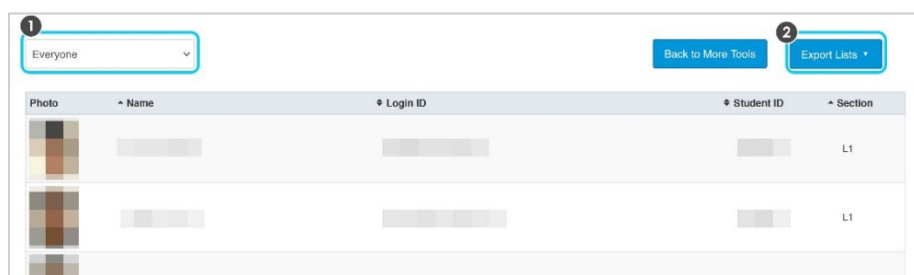 1
2
Everyone
Back to More Tools
Export Lists
Photo Name Login ID Student ID Section
L1
L1